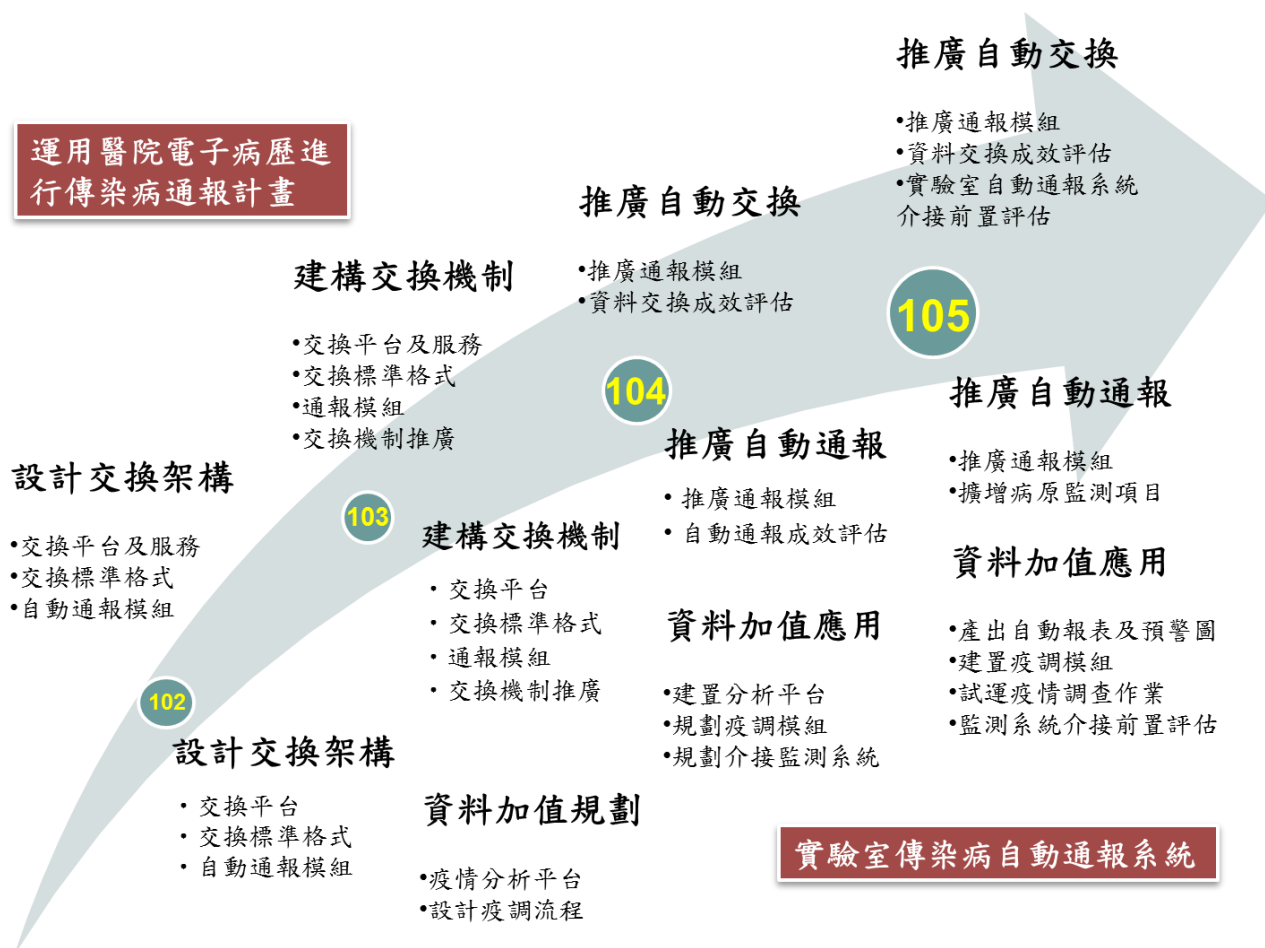 運用醫院電子病歷進
行傳染病通報計畫
設計交換架構
•交換平台及服務
•交換標準格式
•自動通報模組
102
設計交換架構
・交換平台
・交換標準格式
・自動通報模組
建構交換機制
•交換平台及服務
•交換標準格式
•通報模組
•交換機制推廣
103
建構交換機制
・交換平台
・交換標準格式
・通報模組
・交換機制推廣
資料加值規劃
•疫情分析平台
•設計疫調流程
推廣自動交換
•推廣通報模組
•資料交換成效評估
104
推廣自動通報
• 推廣通報模組
• 自動通報成效評估
資料加值應用
•建置分析平台
•規劃疫調模組
•規劃介接監測系統
推廣自動交換
•推廣通報模組
•資料交換成效評估
•實驗室自動通報系統
介接前置評估
105
推廣自動通報
•推廣通報模組
•擴增病原監測項目
資料加值應用
•產出自動報表及預警圖
•建置疫調模組
•試運疫情調查作業
•監測系統介接前置評估
實驗室傳染病自動通報系統